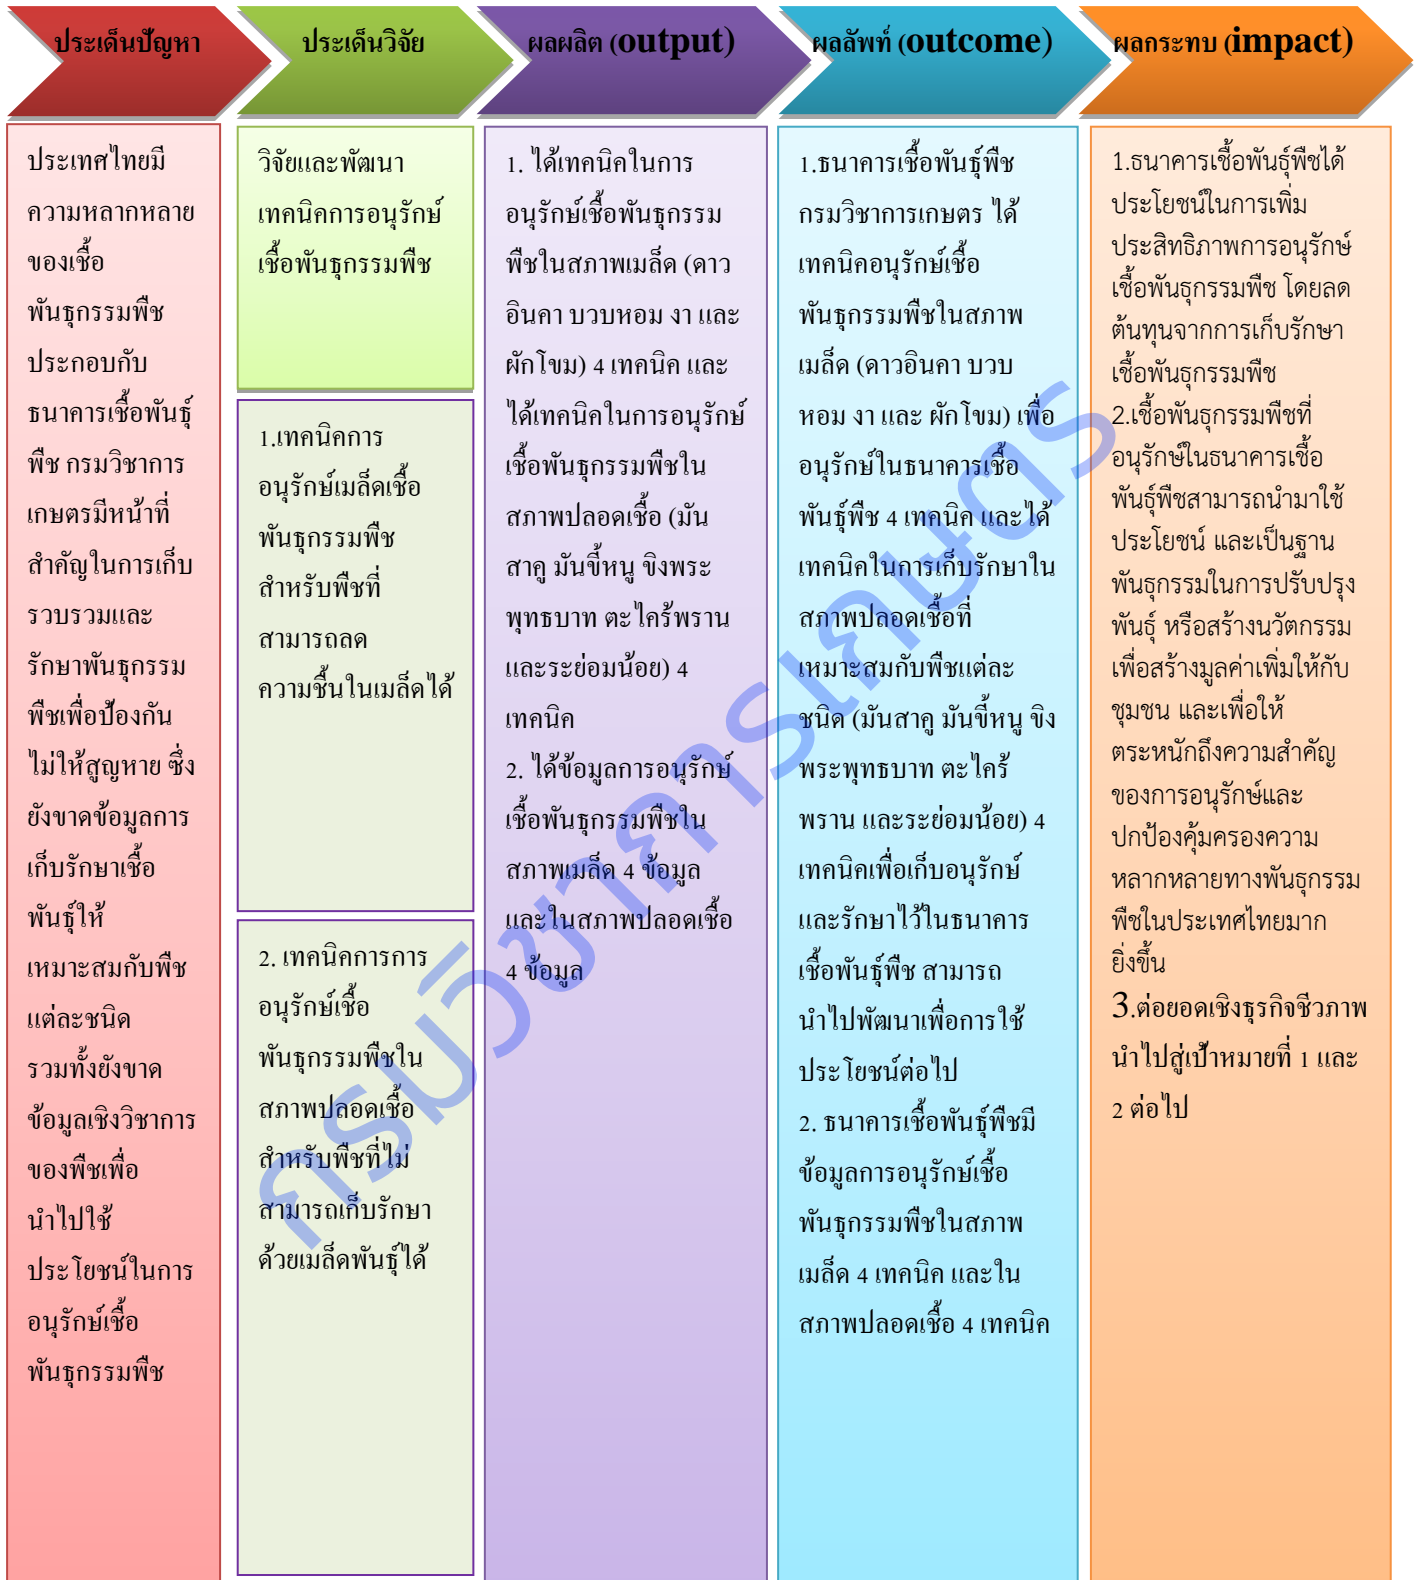 ประเด็นปัญหา
ประเด็นวิจัย
ผลผลิต (output)
ผลลัพท์ (outcome)
ผลกระทบ (impact)
ประเทศไทยมี
ความหลากหลาย
ของเชื้อ
พันธุกรรมพืช
ประกอบกับ
ธนาคารเชื้อพันธุ์
พืช กรมวิชาการ
เกษตรมีหน้าที่
สำคัญในการเก็บ
รวบรวมและ
รักษาพันธุกรรม
พืชเพื่อป้องกัน
ไม่ให้สูญหาย ซึ่ง
ยังขาดข้อมูลการ
เก็บรักษาเชื้อ
พันธุ์ให้
เหมาะสมกับพืช
แต่ละชนิด
รวมทั้งยังขาด
ข้อมูลเชิงวิชาการ
ของพืชเพื่อ
นำไปใช้
ประโยชน์ในการ
อนุรักษ์เชื้อ
พันธุกรรมพืช
วิจัยและพัฒนา
เทคนิคการอนุรักษ์
เชื้อพันธุกรรมพืช
1.เทคนิคการ
อนุรักษ์เมล็ดเชื้อ
พันธุกรรมพืช
สำหรับพืชที่
สามารถลด
ความชื้นในเมล็ดได้
2. เทคนิคการการ
อนุรักษ์เชื้อ
พันธุกรรมพืชใน
สภาพปลอดเชื้อ
สำหรับพืชที่ไม่
สามารถเก็บรักษา
ด้วยเมล็ดพันธุ์ได้
1. ได้เทคนิคในการ
อนุรักษ์เชื้อพันธุกรรม
พืชในสภาพเมล็ด (ดาว
อินคา บวบหอม งา และ
ผักโขม) 4 เทคนิค และ
ได้เทคนิคในการอนุรักษ์
เชื้อพันธุกรรมพืชใน
สภาพปลอดเชื้อ (มัน
สาคู มันขี้หนู ขิงพระ
พุทธบาท ตะไคร้พราน
และระย่อมน้อย) 4
เทคนิค
2. ได้ข้อมูลการอนุรักษ์
เชื้อพันธุกรรมพืชใน
สภาพเมล็ด 4 ข้อมูล
และในสภาพปลอดเชื้อ
4 ข้อมูล
1.ธนาคารเชื้อพันธุ์พืช
กรมวิชาการเกษตร ได้
เทคนิคอนุรักษ์เชื้อ
พันธุกรรมพืชในสภาพ
เมล็ด (ดาวอินคา บวบ
หอม งา และ ผักโขม) เพื่อ
อนุรักษ์ในธนาคารเชื้อ
พันธุ์พืช 4 เทคนิค และได้
เทคนิคในการเก็บรักษาใน
สภาพปลอดเชื้อที่
เหมาะสมกับพืชแต่ละ
ชนิด (มันสาคู มันขี้หนู ขิง
พระพุทธบาท ตะไคร้
พราน และระย่อมน้อย) 4
เทคนิคเพื่อเก็บอนุรักษ์
และรักษาไว้ในธนาคาร
เชื้อพันธุ์พืช สามารถ
นำไปพัฒนาเพื่อการใช้
ประโยชน์ต่อไป
2. ธนาคารเชื้อพันธุ์พืชมี
ข้อมูลการอนุรักษ์เชื้อ
พันธุกรรมพืชในสภาพ
เมล็ด 4 เทคนิค และใน
สภาพปลอดเชื้อ 4 เทคนิค
1.ธนาคารเชื้อพันธุ์พืชได้
ประโยชน์ในการเพิ่ม
ประสิทธิภาพการอนุรักษ์
เชื้อพันธุกรรมพืช โดยลด
ต้นทุนจากการเก็บรักษา
เชื้อพันธุกรรมพืช
2.เชื้อพันธุกรรมพืชที่
อนุรักษ์ในธนาคารเชื้อ
พันธุ์พืชสามารถนำมาใช้
ประโยชน์ และเป็นฐาน
พันธุกรรมในการปรับปรุง
พันธุ์ หรือสร้างนวัตกรรม
เพื่อสร้างมูลค่าเพิ่มให้กับ
ชุมชน และเพื่อให้
ตระหนักถึงความสำคัญ
ของการอนุรักษ์และ
ปกป้องคุ้มครองความ
หลากหลายทางพันธุกรรม
พืชในประเทศไทยมาก
ยิ่งขึ้น
3.ต่อยอดเชิงธุรกิจชีวภาพ
นำไปสู่เป้าหมายที่ 1 และ
2 ต่อไป
กรมวิชาการเกษตร